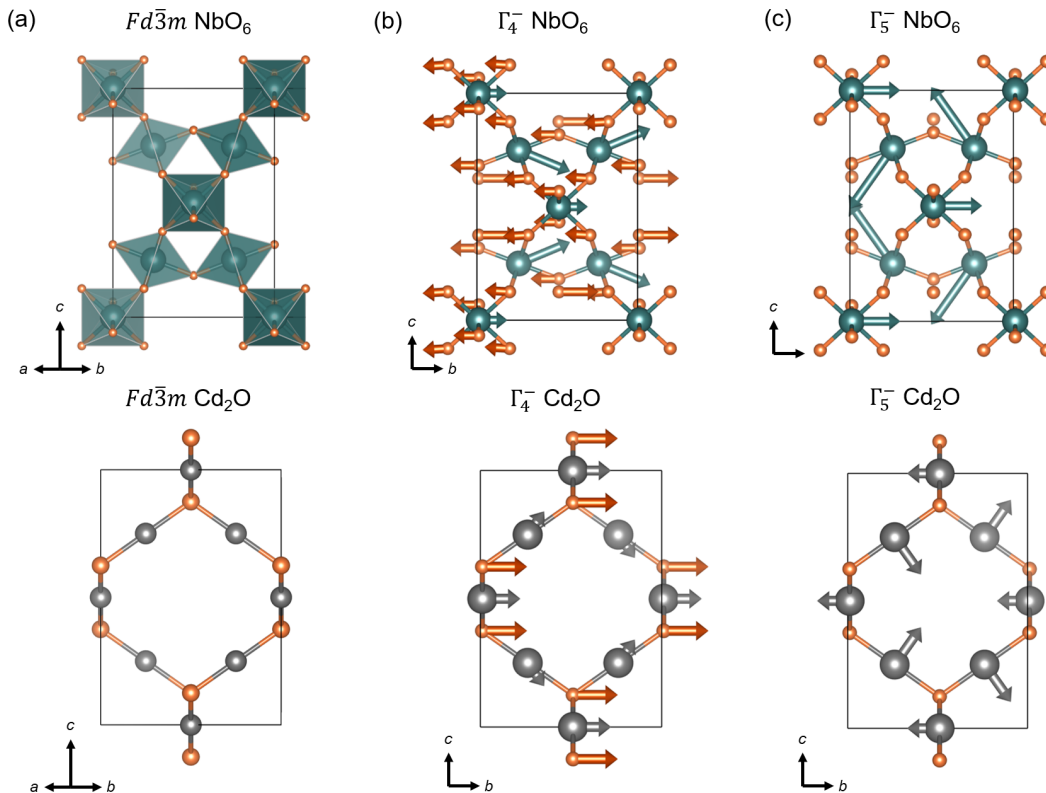 (a) Fd3̅m NbO₆
(b) Γ₄⁻ NbO₆
(c) Γ₅⁻ NbO₆
c
a b
c
b
c
Fd3̅m Cd₂O
Γ₄⁻ Cd₂O
Γ₅⁻ Cd₂O
c
a b
c
b
c
b